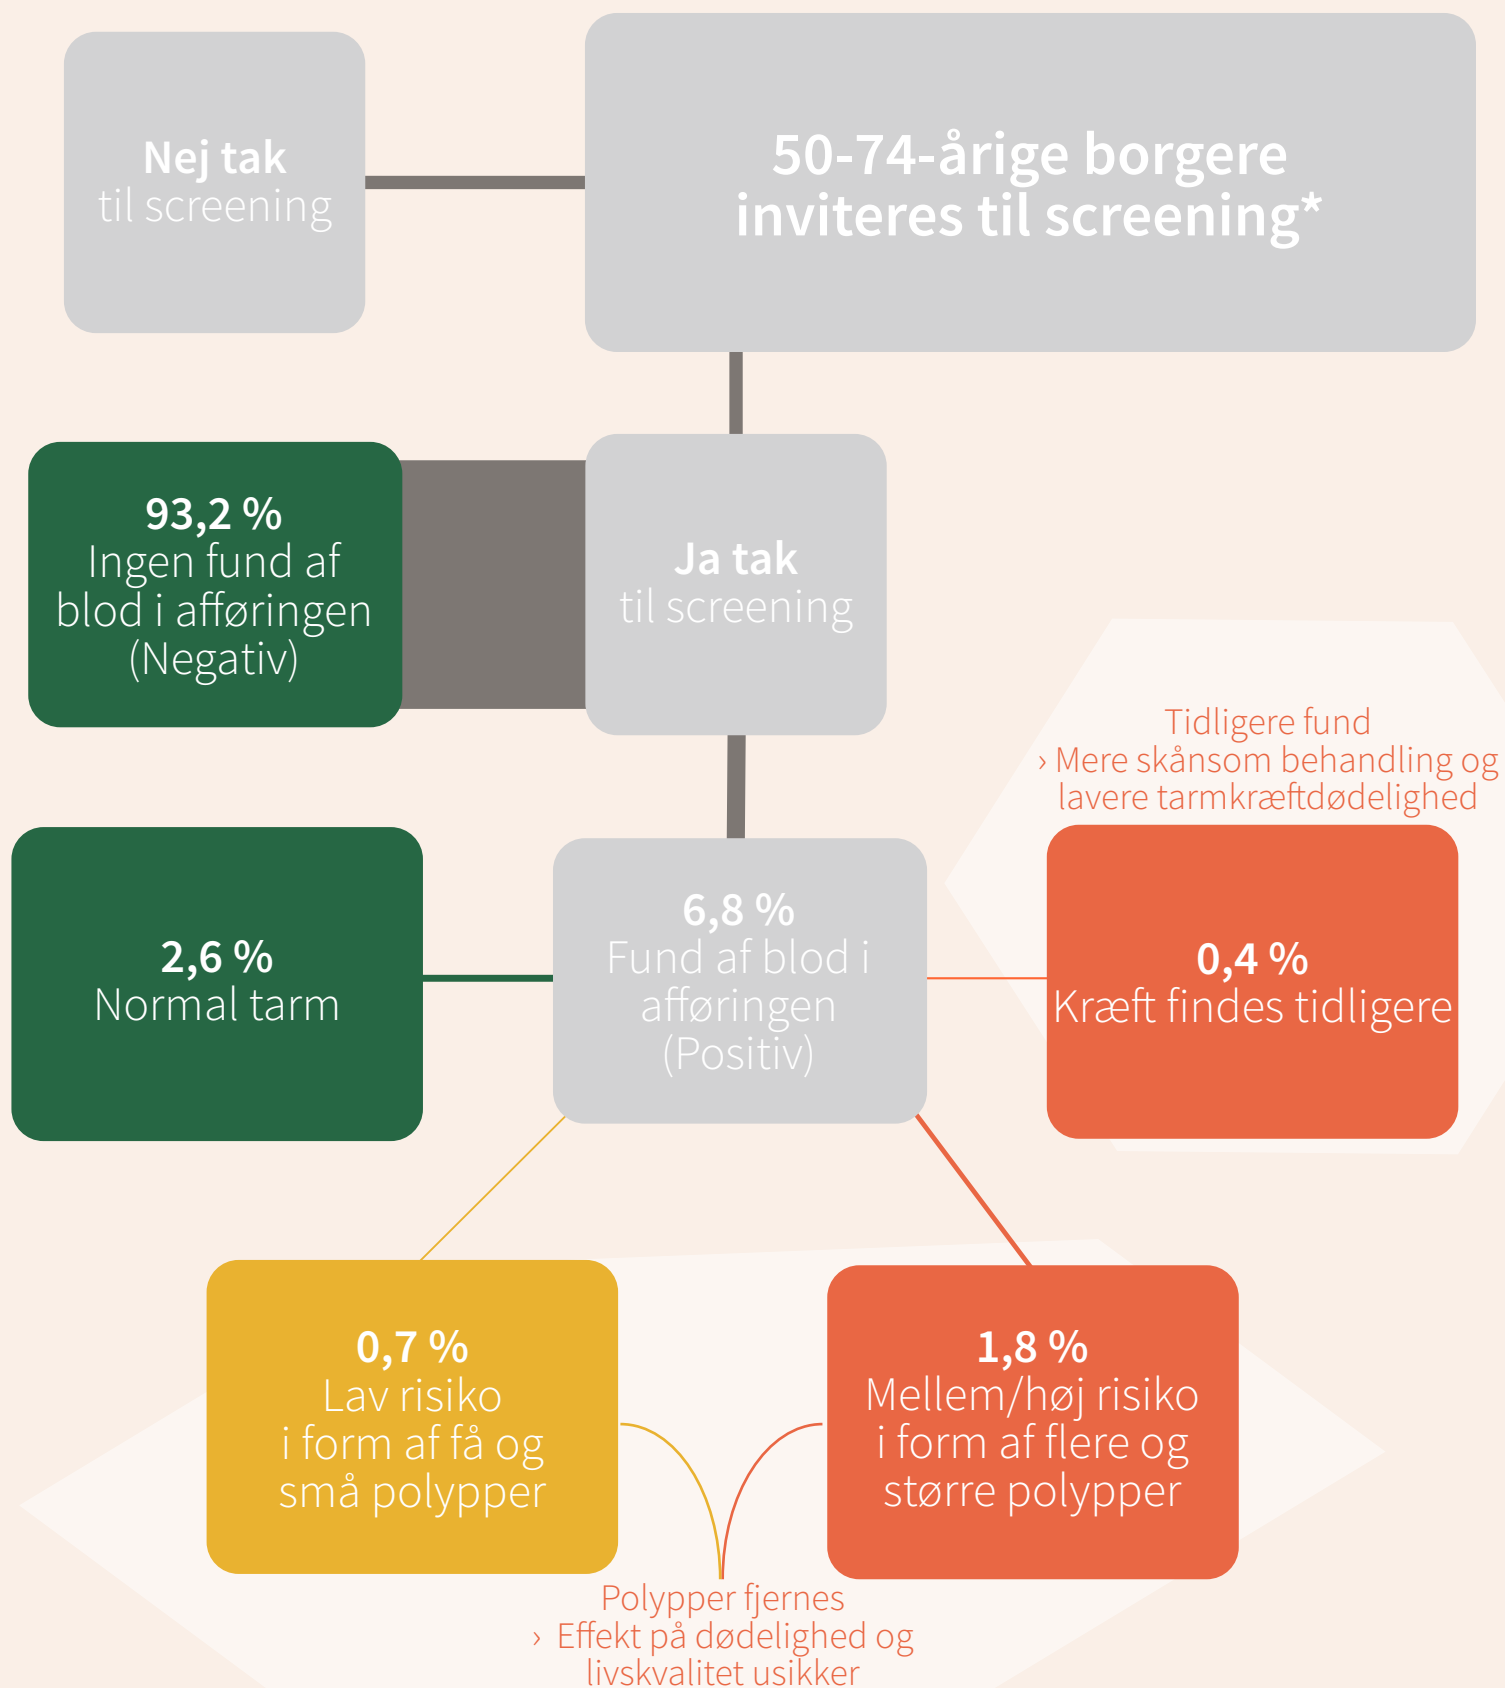 Nej tak
til screening
50-74-årige borgere
inviteres til screening*
93,2 %
Ingen fund af
blod i afføringen
(Negativ)
Ja tak
til screening
Tidligere fund
› Mere skånsom behandling og
lavere tarmkræftdødelighed
2,6 %
Normal tarm
6,8 %
Fund af blod i
afføringen
(Positiv)
0,4 %
Kræft findes tidligere
0,7 %
Lav risiko
i form af få og
små polypper
1,8 %
Mellem/høj risiko
i form af flere og
større polypper
Polypper fjernes
› Effekt på dødelighed og
livskvalitet usikker